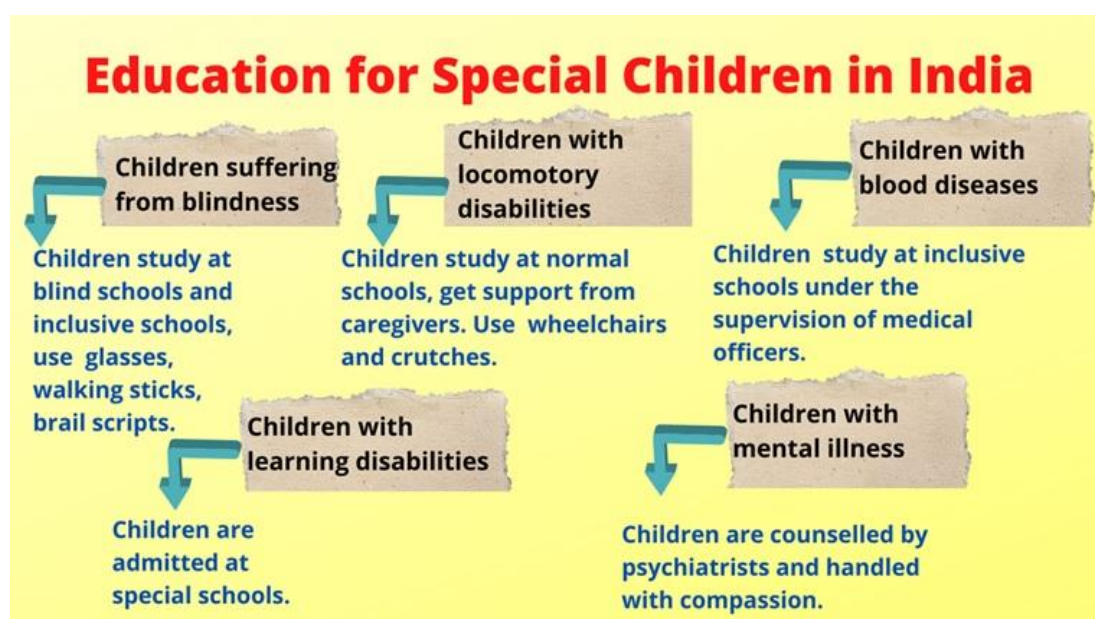 Education for Special Children in India
Children suffering
from blindness
Children study at
blind schools and
inclusive schools,
use glasses,
walking sticks,
brail scripts.
Children with
locomotory
disabilities
Children study at normal
schools, get support from
caregivers. Use wheelchairs
and crutches.
Children with
blood diseases
Children study at inclusive
schools under the
supervision of medical
officers.
Children with
learning disabilities
Children are
admitted at
special schools.
Children with
mental illness
Children are counselled by
psychiatrists and handled
with compassion.